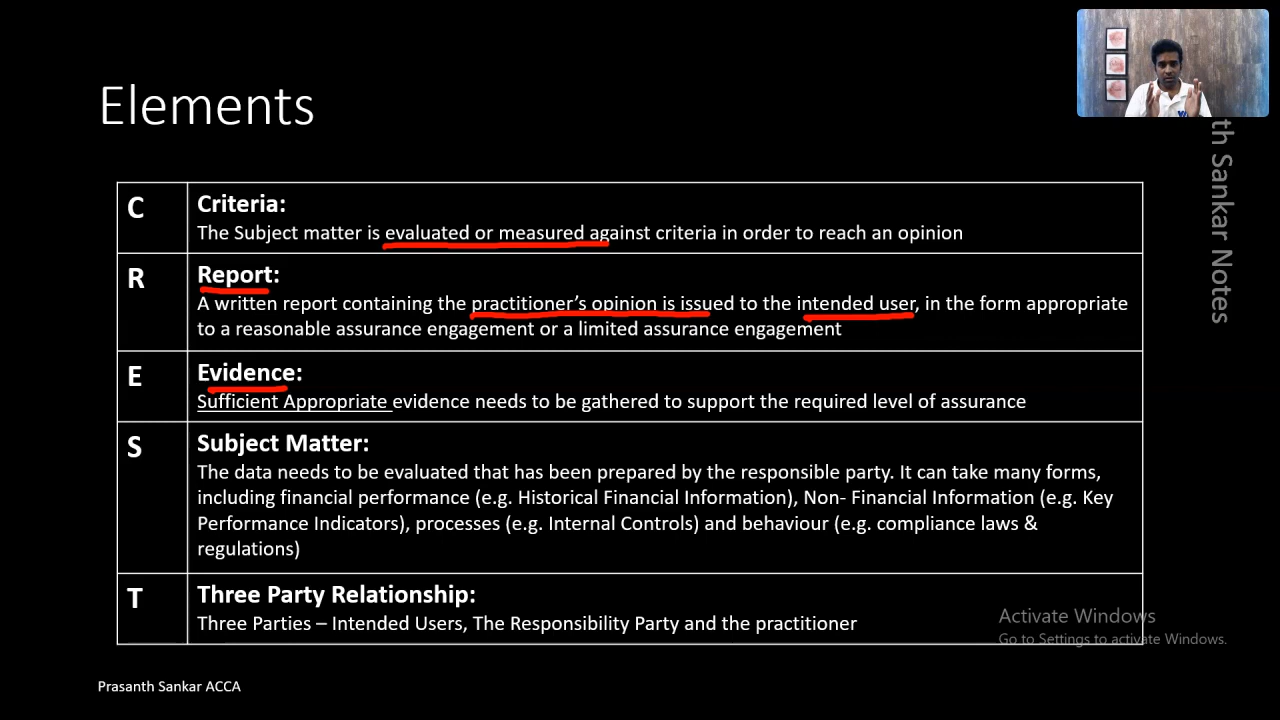 Elements
C
Criteria:
The Subject matter is evaluated or measured against criteria in order to reach an opinion
R
Report:
A written report containing the practitioner's opinion is issued to the intended user, in the form appropriate
to a reasonable assurance engagement or a limited assurance engagement
E
Evidence:
Sufficient Appropriate evidence needs to be gathered to support the required level of assurance
S
Subject Matter:
The data needs to be evaluated that has been prepared by the responsible party. It can take many forms,
including financial performance (e.g. Historical Financial Information), Non- Financial Information (e.g. Key
Performance Indicators), processes (e.g. Internal Controls) and behaviour (e.g. compliance laws &
regulations)
T
Three Party Relationship:
Three Parties – Intended Users, The Responsibility Party and the practitioner
Prasanth Sankar ACCA
th Sankar Notes
Activate Windows
Go to Settings to activate Windows.